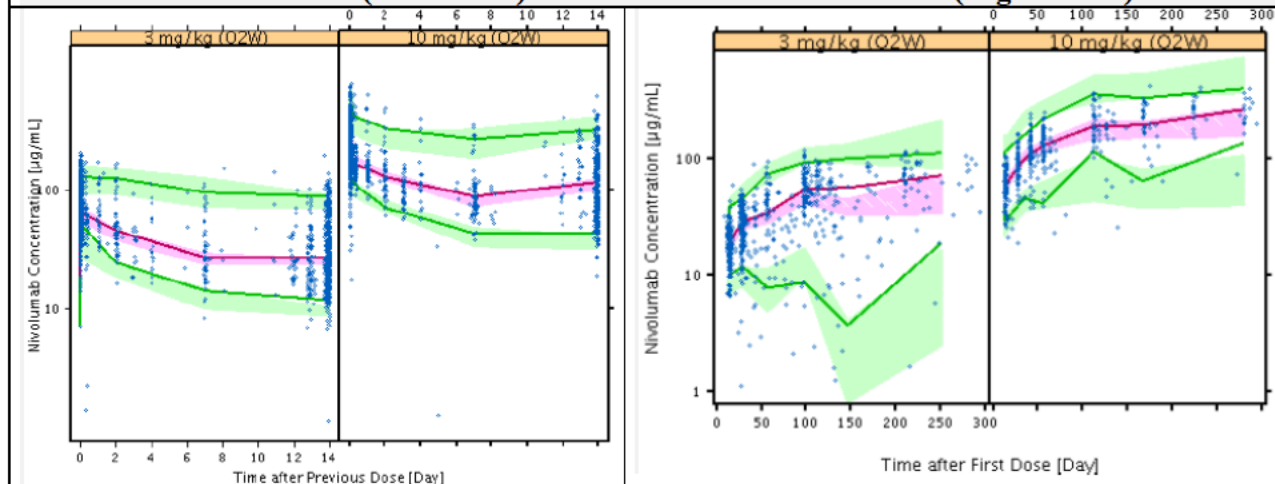 0 2 4 6 8 10 12 14
3 mg/kg (Q2W)
10 mg/kg (Q2W)
Nivolumab Concentration [µg/mL]
100
10
0 2 4 6 8 10 12 14
Time after Previous Dose [Day]
0 50 100 150 200 250 300
3 mg/kg (Q2W)
10 mg/kg (Q2W)
Nivolumab Concentration [µg/mL]
100
10
1
0 50 100 150 200 250 300
Time after First Dose [Day]